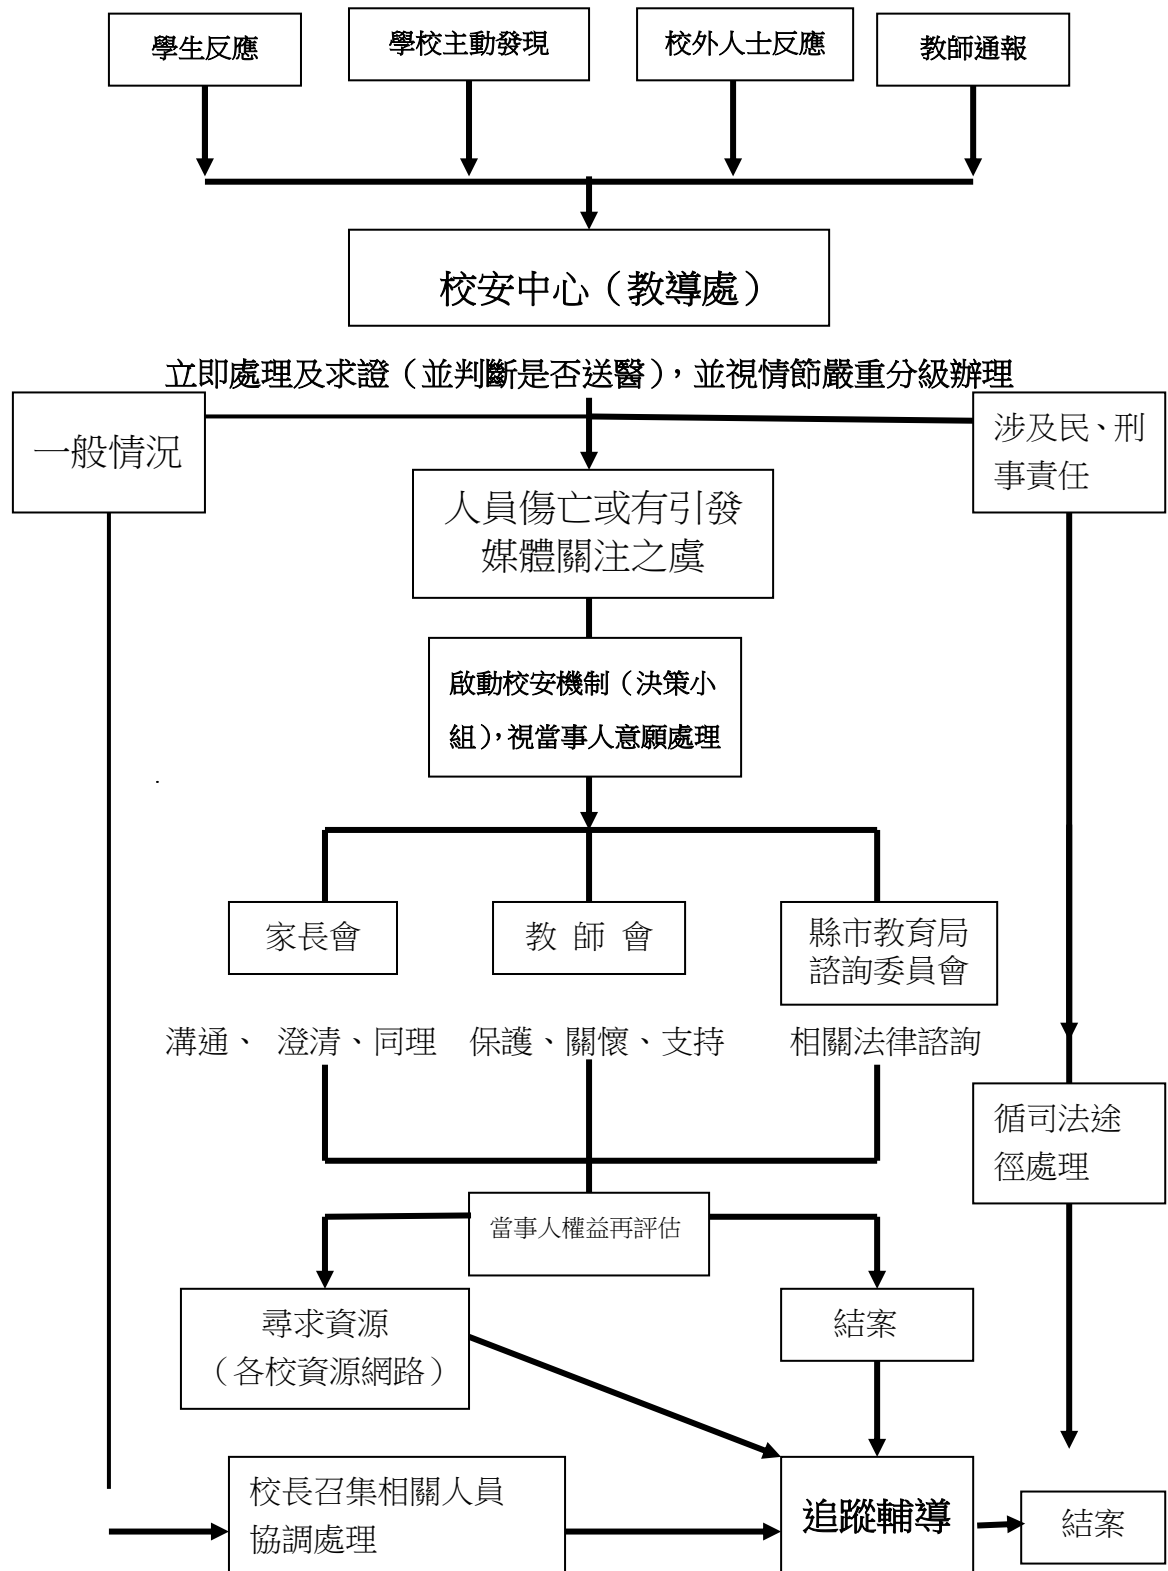 學生反應
學校主動發現
校外人士反應
教師通報
校安中心（教導處）
立即處理及求證（並判斷是否送醫），並視情節嚴重分級辦理
一般情況
涉及民、刑
事責任
人員傷亡或有引發
媒體關注之虞
啟動校安機制（決策小
組），視當事人意願處理
家長會
教 師 會
縣市教育局
諮詢委員會
溝通、 澄清、同理
保護、關懷、支持
相關法律諮詢
循司法途
徑處理
當事人權益再評估
尋求資源
（各校資源網路）
結案
校長召集相關人員
協調處理
追蹤輔導
結案